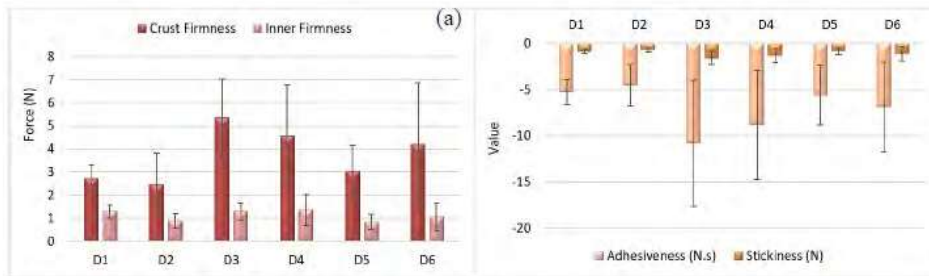 Crust Firmness Inner Firmness (a)
8
7
6
5
4
3
2
1
0
Force (N)
D1 D2 D3 D4 D5 D6
D1 D2 D3 D4 D5 D6
0
-5
-10
-15
-20
Value
Adhesiveness (N.s) Stickiness (N)